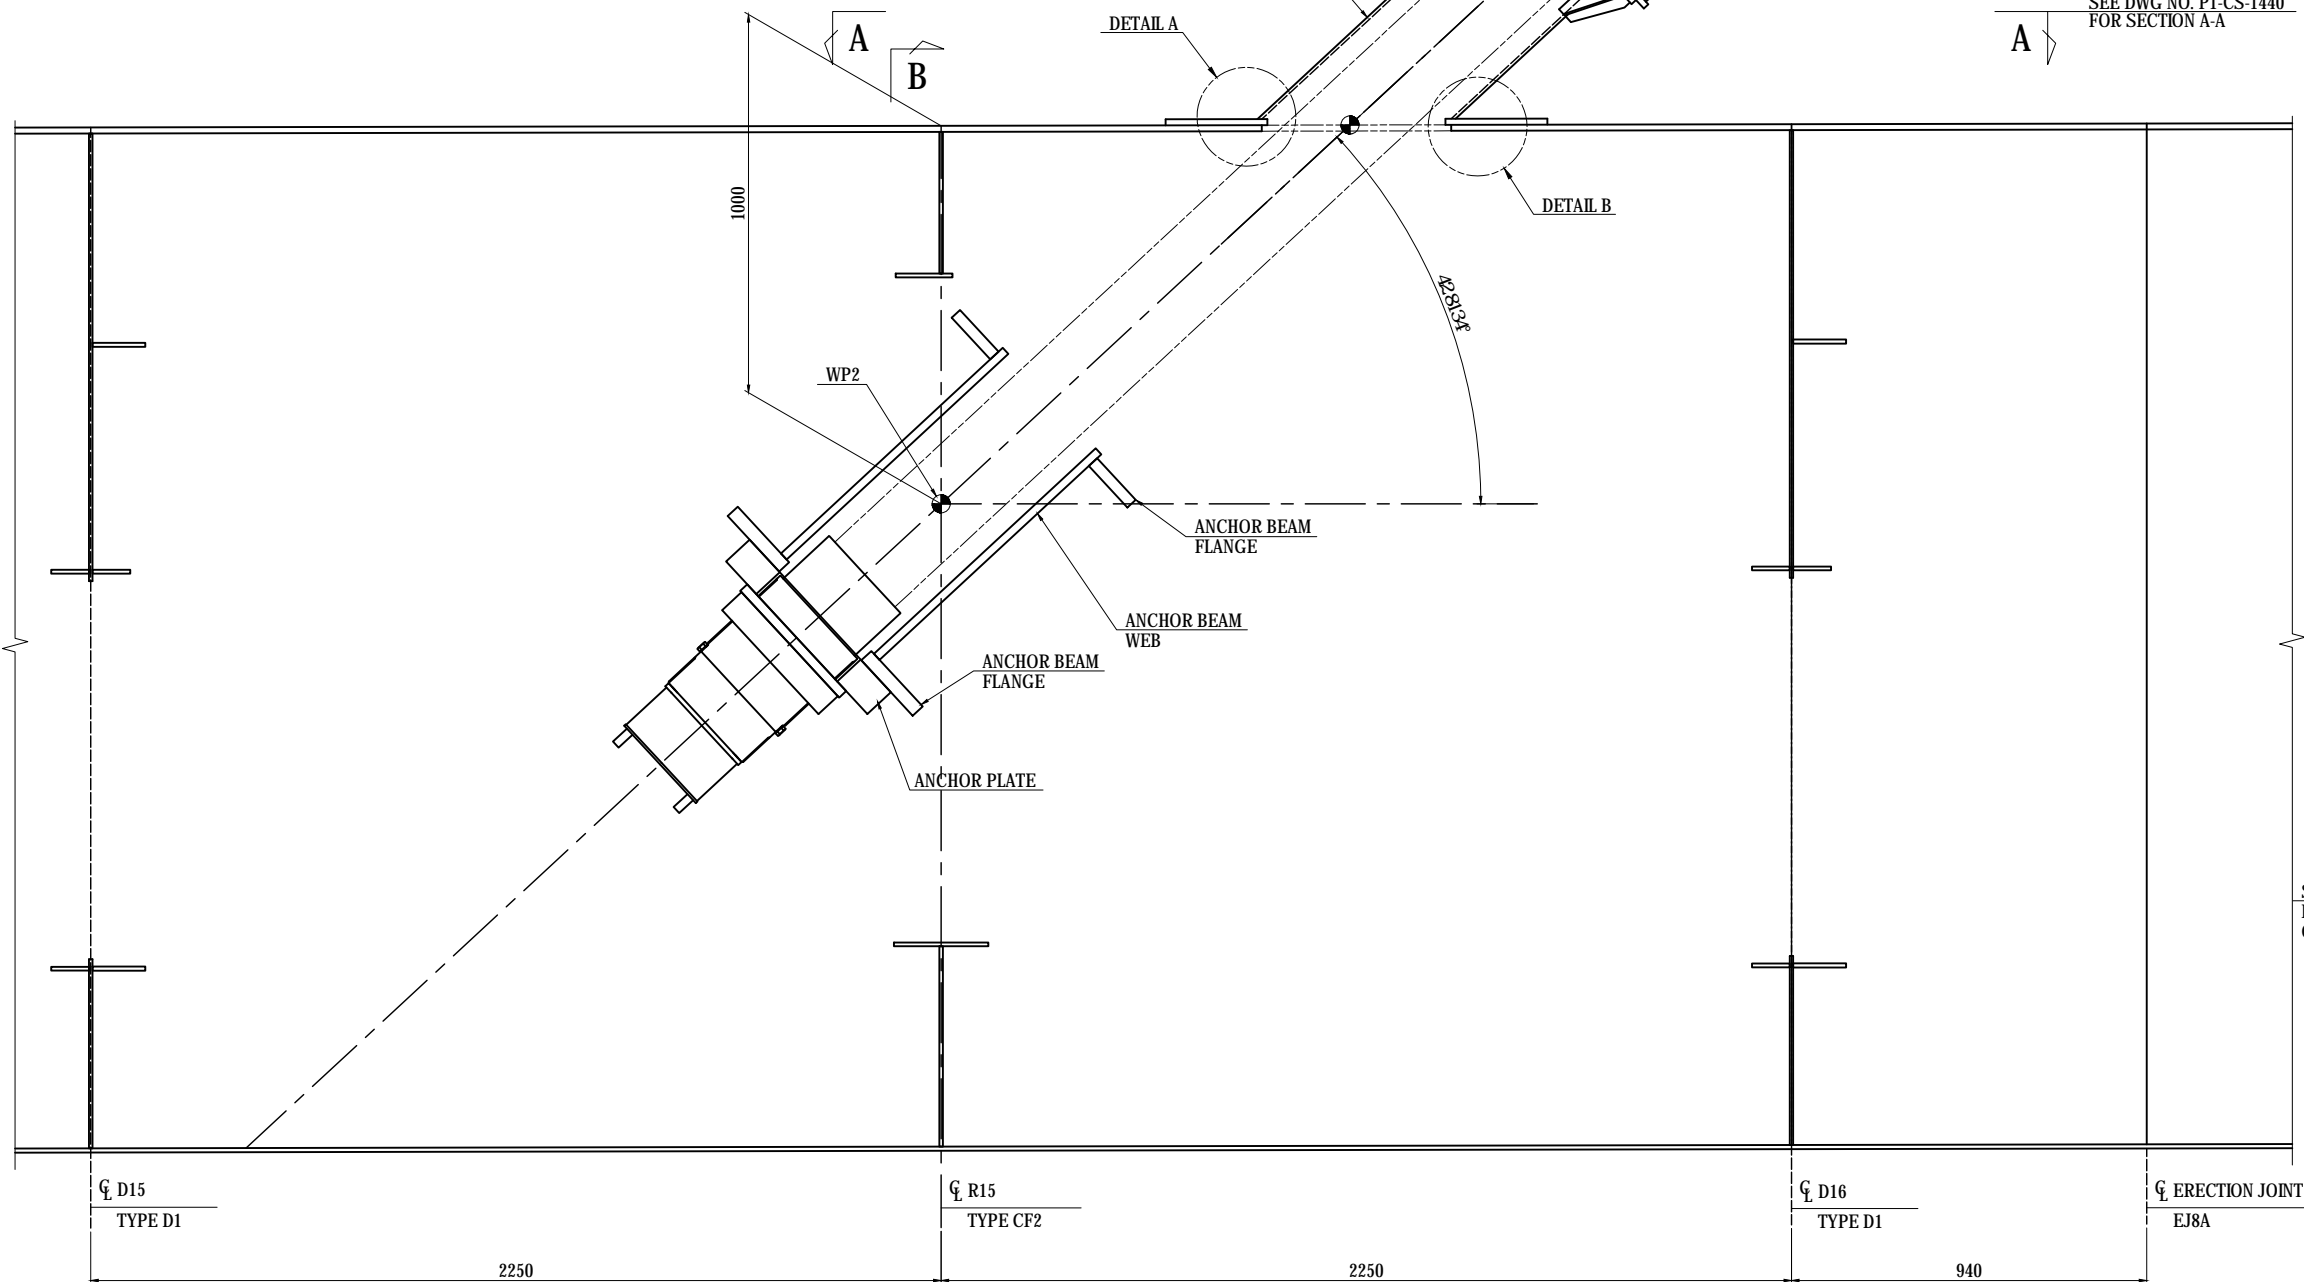 SEE DWG NO. P1-CS-1440
FOR SECTION A-A
A
A
B
DETAIL A
1000
DETAIL B
42.8134°
WP2
ANCHOR BEAM
FLANGE
ANCHOR BEAM
WEB
ANCHOR BEAM
FLANGE
ANCHOR PLATE
℄ D15
TYPE D1
℄ R15
TYPE CF2
℄ D16
TYPE D1
℄ ERECTION JOINT
EJ8A
2250
2250
940